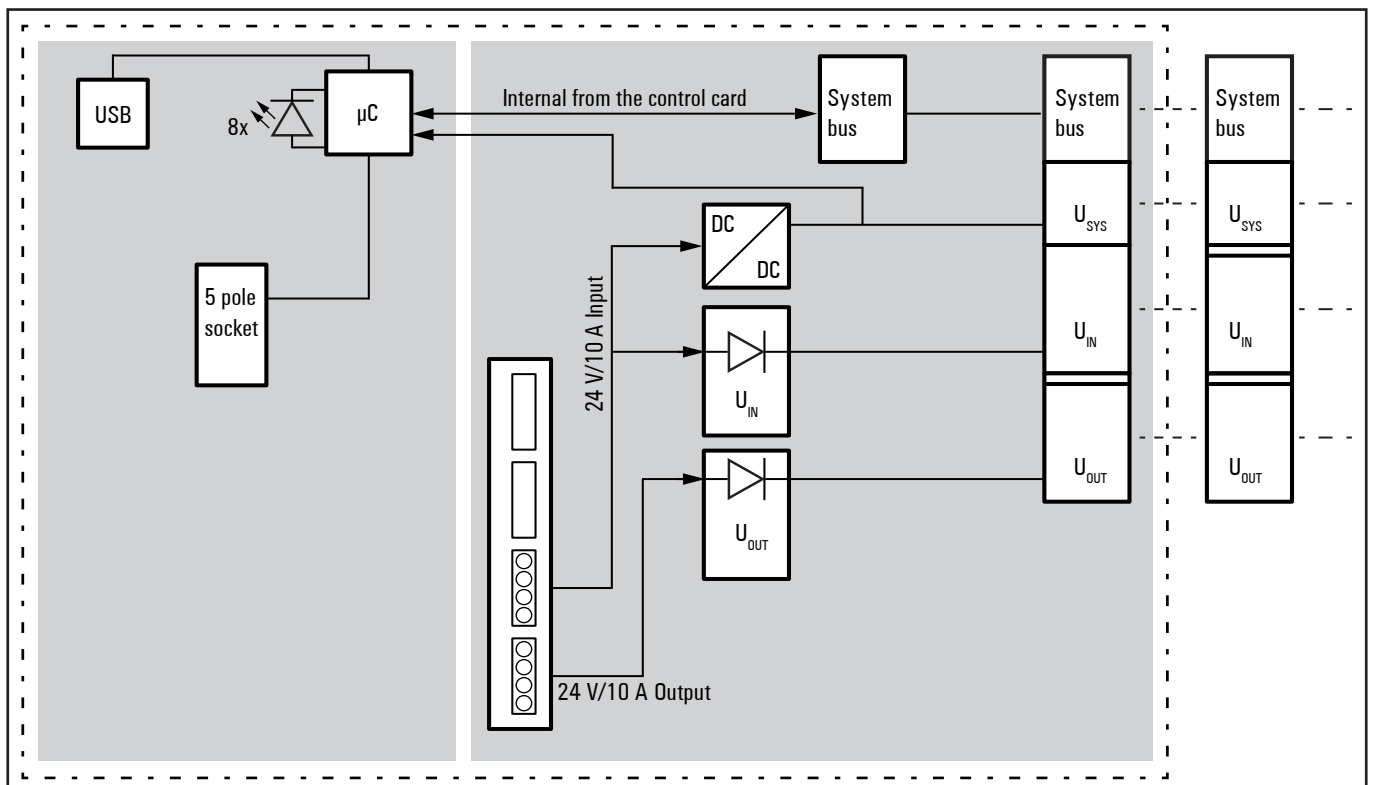 USB
8x
µC
Internal from the control card
System
bus
System
bus
System
bus
5 pole
socket
DC
DC
U_SYS
U_SYS
24 V/10 A Input
U_IN
U_IN
U_IN
U_OUT
U_OUT
U_OUT
24 V/10 A Output